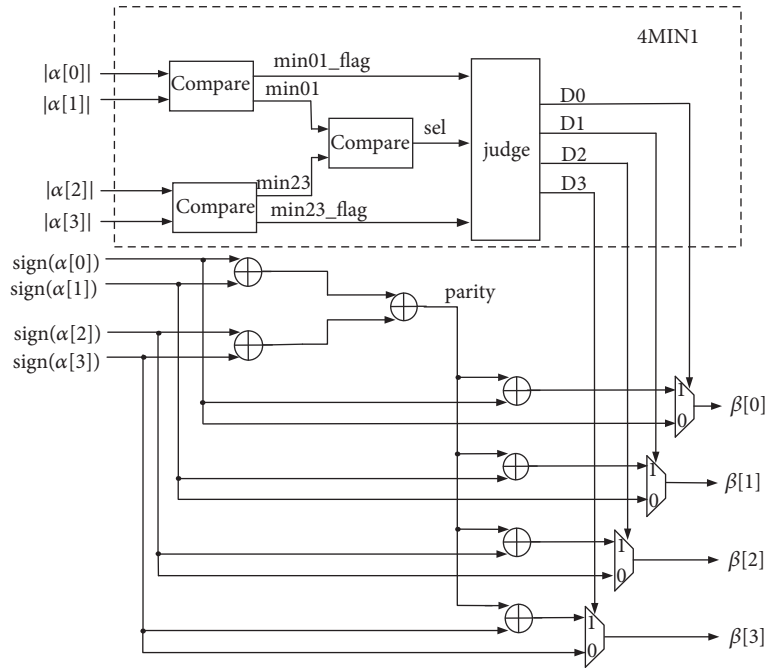 4MIN1
|α[0]|
|α[1]|
Compare
min01_flag
min01
Compare
sel
judge
D0
D1
D2
D3
|α[2]|
|α[3]|
Compare
min23
min23_flag
sign(α[0])
sign(α[1])
sign(α[2])
sign(α[3])
parity
1
0
β[0]
1
0
β[1]
1
0
β[2]
1
0
β[3]